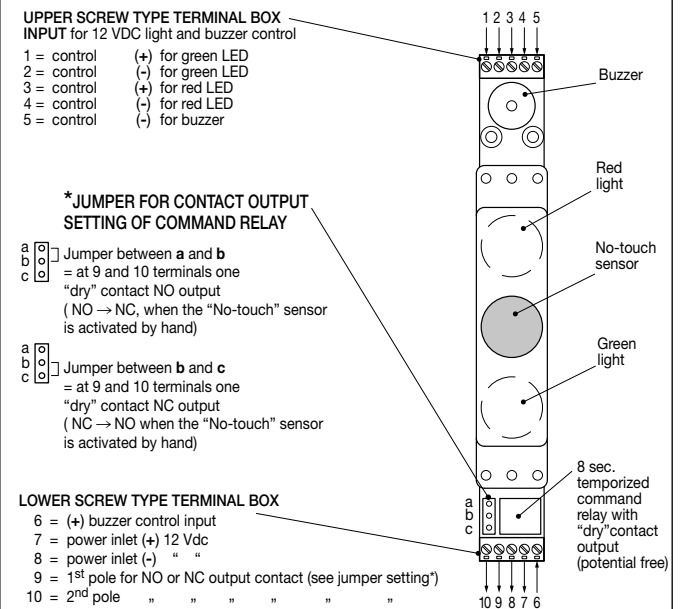 UPPER SCREW TYPE TERMINAL BOX
INPUT for 12 VDC light and buzzer control
1 = control (+) for green LED
2 = control (-) for green LED
3 = control (+) for red LED
4 = control (-) for red LED
5 = control (-) for buzzer
1 2 3 4 5
Buzzer
Red
light
No-touch
sensor
Green
light
*JUMPER FOR CONTACT OUTPUT
SETTING OF COMMAND RELAY
a
b
c
Jumper between a and b
= at 9 and 10 terminals one
“dry” contact NO output
( NO → NC, when the “No-touch” sensor
is activated by hand)
a
b
c
Jumper between b and c
= at 9 and 10 terminals one
“dry” contact NC output
( NC → NO when the “No-touch” sensor
is activated by hand)
a
b
c
8 sec.
temporized
command
relay with
“dry”contact
output
(potential free)
LOWER SCREW TYPE TERMINAL BOX
6 = (+) buzzer control input
7 = power inlet (+) 12 Vdc
8 = power inlet (-) “ “
9 = 1st pole for NO or NC output contact (see jumper setting*)
10 = 2nd pole „ „ „ „ „ „
10 9 8 7 6